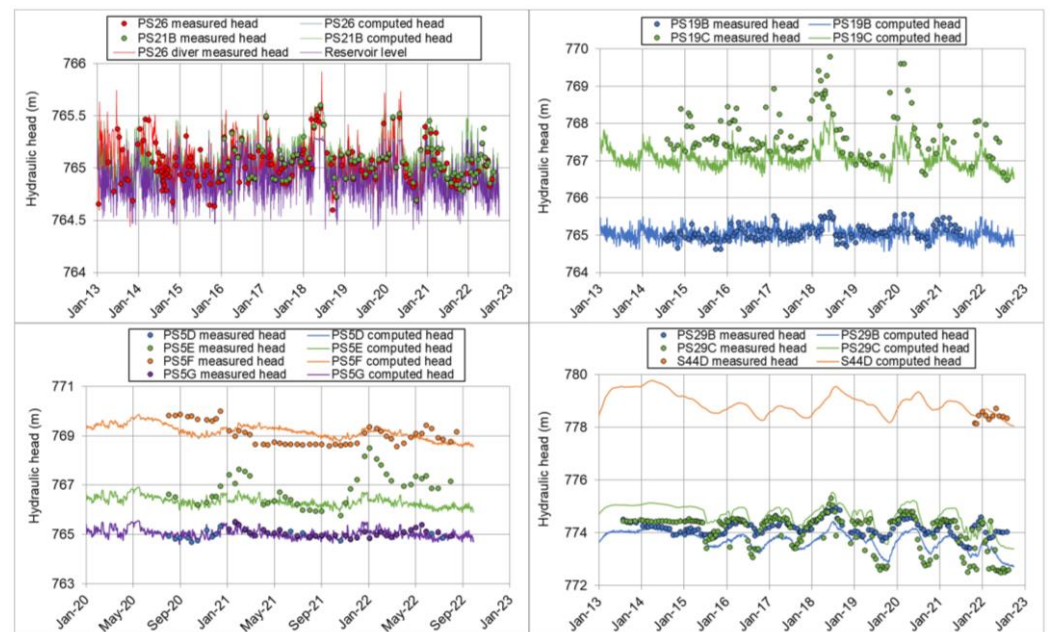 PS26 measured head PS26 computed head
PS21B measured head PS21B computed head
PS26 diver measured head Reservoir level
766
765.5
765
764.5
764
Hydraulic head (m)
Jan-13 Jan-14 Jan-15 Jan-16 Jan-17 Jan-18 Jan-19 Jan-20 Jan-21 Jan-22 Jan-23
PS19B measured head PS19B computed head
PS19C measured head PS19C computed head
770
769
768
767
766
765
764
Hydraulic head (m)
Jan-13 Jan-14 Jan-15 Jan-16 Jan-17 Jan-18 Jan-19 Jan-20 Jan-21 Jan-22 Jan-23
PS5D measured head PS5D computed head
PS5E measured head PS5E computed head
PS5F measured head PS5F computed head
PS5G measured head PS5G computed head
771
769
767
765
763
Hydraulic head (m)
Jan-20 May-20 Sep-20 Jan-21 May-21 Sep-21 Jan-22 May-22 Sep-22 Jan-23
PS29B measured head PS29B computed head
PS29C measured head PS29C computed head
S44D measured head S44D computed head
780
778
776
774
772
Hydraulic head (m)
Jan-13 Jan-14 Jan-15 Jan-16 Jan-17 Jan-18 Jan-19 Jan-20 Jan-21 Jan-22 Jan-23